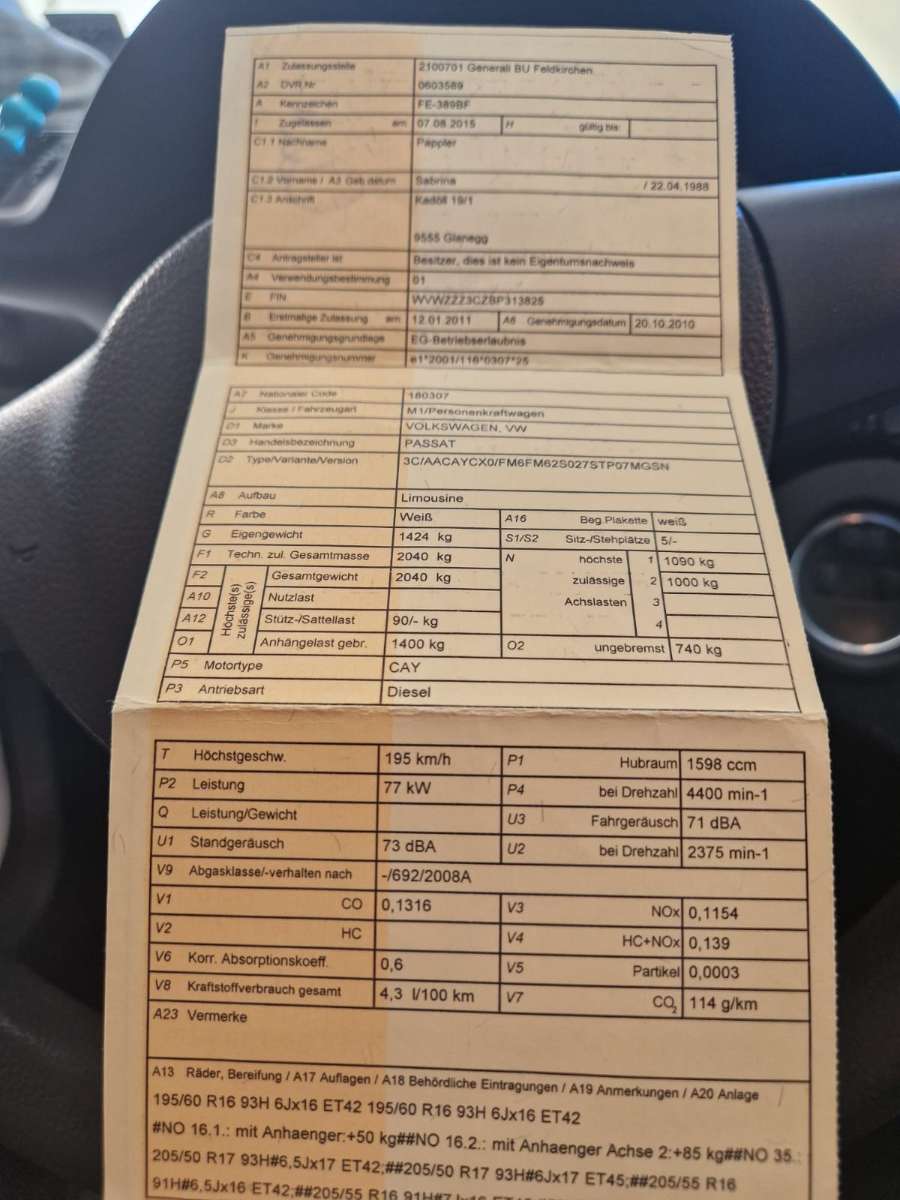 A1 Zulassungsstelle 2100701 Generali BU Feldkirchen
A2 DVR Nr 0603589
A Kennzeichen FE-389BF
I Zugelassen am 07.08.2015 H gültig bis
C1.1 Nachname Pappler
C1.2 Vorname / A3 Geb.datum Sabrina / 22.04.1988
C1.3 Anschrift Kadöll 19/1
9555 Glanegg
C4 Antragsteller ist Besitzer, dies ist kein Eigentumsnachweis
A4 Verwendungsbestimmung 01
E FIN WVWZZZ3CZBP313825
B Erstmalige Zulassung am 12.01.2011 A6 Genehmigungsdatum 20.10.2010
A5 Genehmigungsgrundlage EG-Betriebserlaubnis
K Genehmigungsnummer e1*2001/116*0307*25
A7 Nationaler Code 180307
J Klasse / Fahrzeugart M1/Personenkraftwagen
D1 Marke VOLKSWAGEN, VW
D3 Handelsbezeichnung PASSAT
D2 Type/Variante/Version 3C/AACAYCX0/FM6FM62S027STP07MGSN
A8 Aufbau Limousine
R Farbe Weiß A16 Beg.Plakette weiß
G Eigengewicht 1424 kg S1/S2 Sitz-/Stehplätze 5/-
F1 Techn. zul. Gesamtmasse 2040 kg N höchste 1 1090 kg
F2 Höchste(s) zulässige(s) Gesamtgewicht 2040 kg zulässige 2 1000 kg
A10 Nutzlast Achslasten 3
A12 Stütz-/Sattellast 90/- kg 4
O1 Anhängelast gebr. 1400 kg O2 ungebremst 740 kg
P5 Motortype CAY
P3 Antriebsart Diesel
T Höchstgeschw. 195 km/h P1 Hubraum 1598 ccm
P2 Leistung 77 kW P4 bei Drehzahl 4400 min-1
Q Leistung/Gewicht U3 Fahrgeräusch 71 dBA
U1 Standgeräusch 73 dBA U2 bei Drehzahl 2375 min-1
V9 Abgasklasse/-verhalten nach -/692/2008A
V1 CO 0,1316 V3 NOx 0,1154
V2 HC V4 HC+NOx 0,139
V6 Korr. Absorptionskoeff. 0,6 V5 Partikel 0,0003
V8 Kraftstoffverbrauch gesamt 4,3 l/100 km V7 CO2 114 g/km
A23 Vermerke
A13 Räder, Bereifung / A17 Auflagen / A18 Behördliche Eintragungen / A19 Anmerkungen / A20 Anlage
195/60 R16 93H 6Jx16 ET42 195/60 R16 93H 6Jx16 ET42
#NO 16.1.: mit Anhaenger:+50 kg##NO 16.2.: mit Anhaenger Achse 2:+85 kg##NO 35.:
205/50 R17 93H#6,5Jx17 ET42;##205/50 R17 93H#6Jx17 ET45;##205/55 R16
91H#6,5Jx16 ET42;##205/55 R16 91H#7